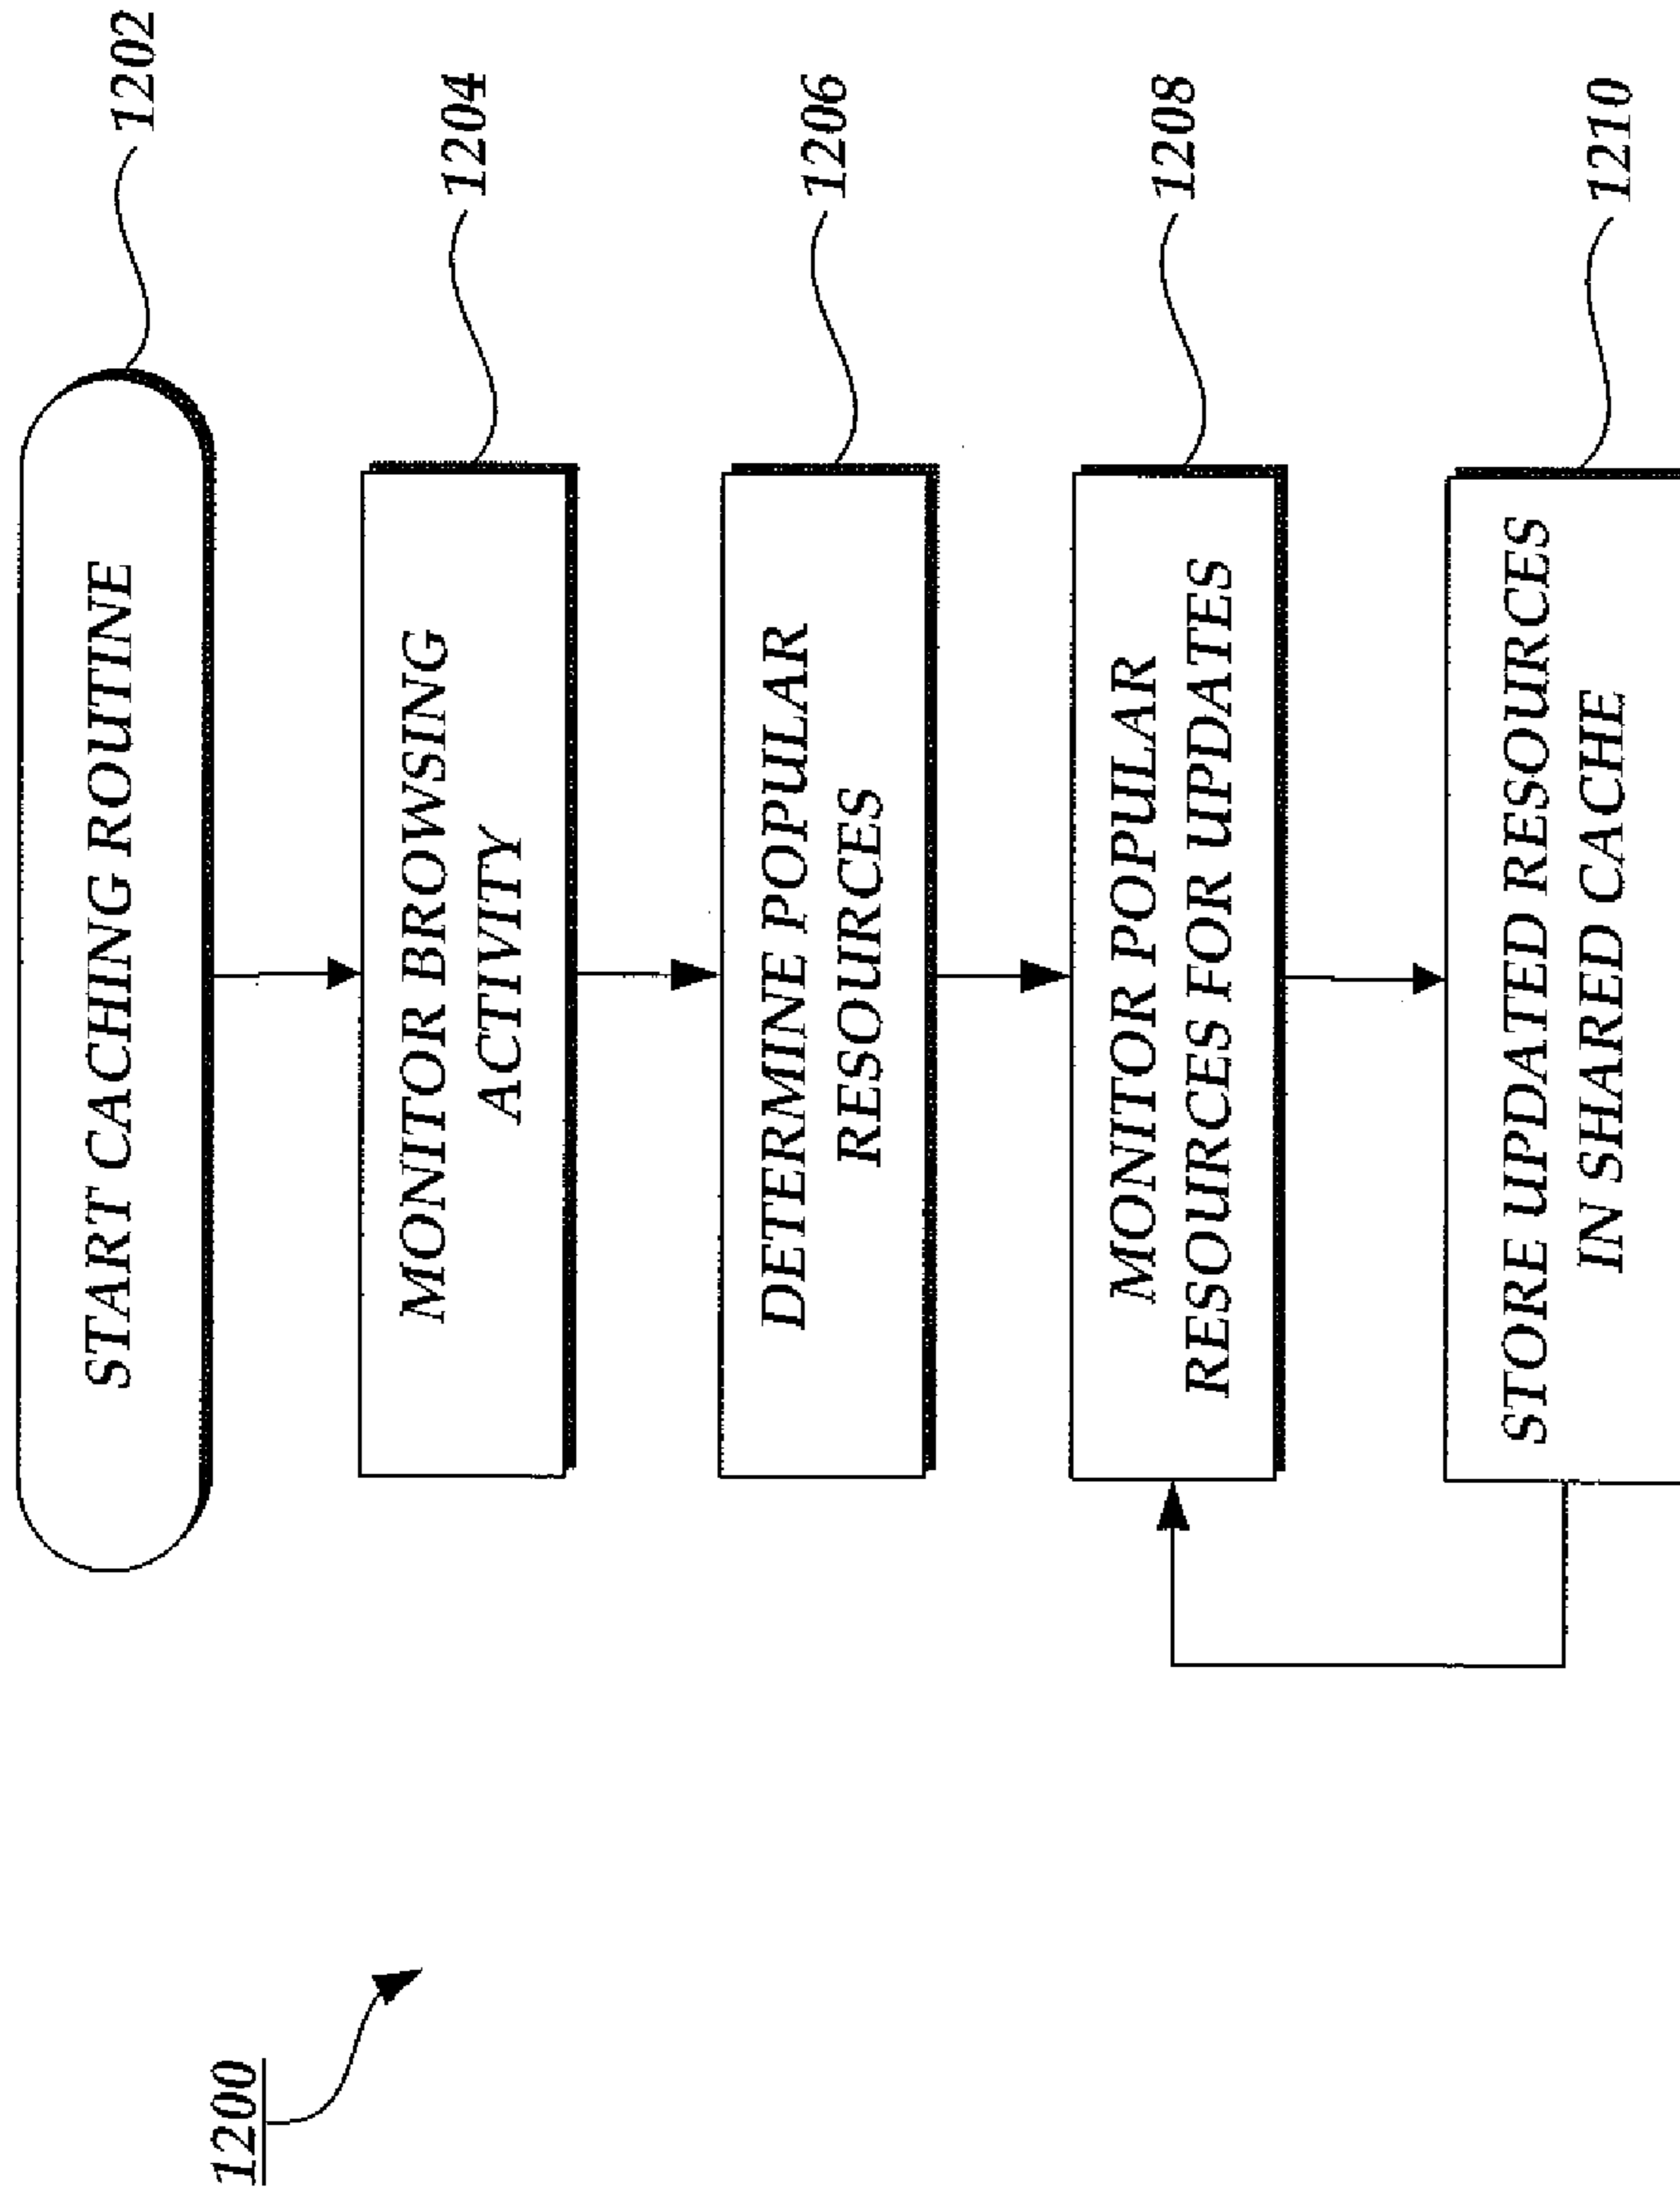 1200
START CACHING ROUTINE
1202
MONITOR BROWSING
ACTIVITY
1204
DETERMINE POPULAR
RESOURCES
1206
MONITOR POPULAR
RESOURCES FOR UPDATES
1208
STORE UPDATED RESOURCES
IN SHARED CACHE
1210